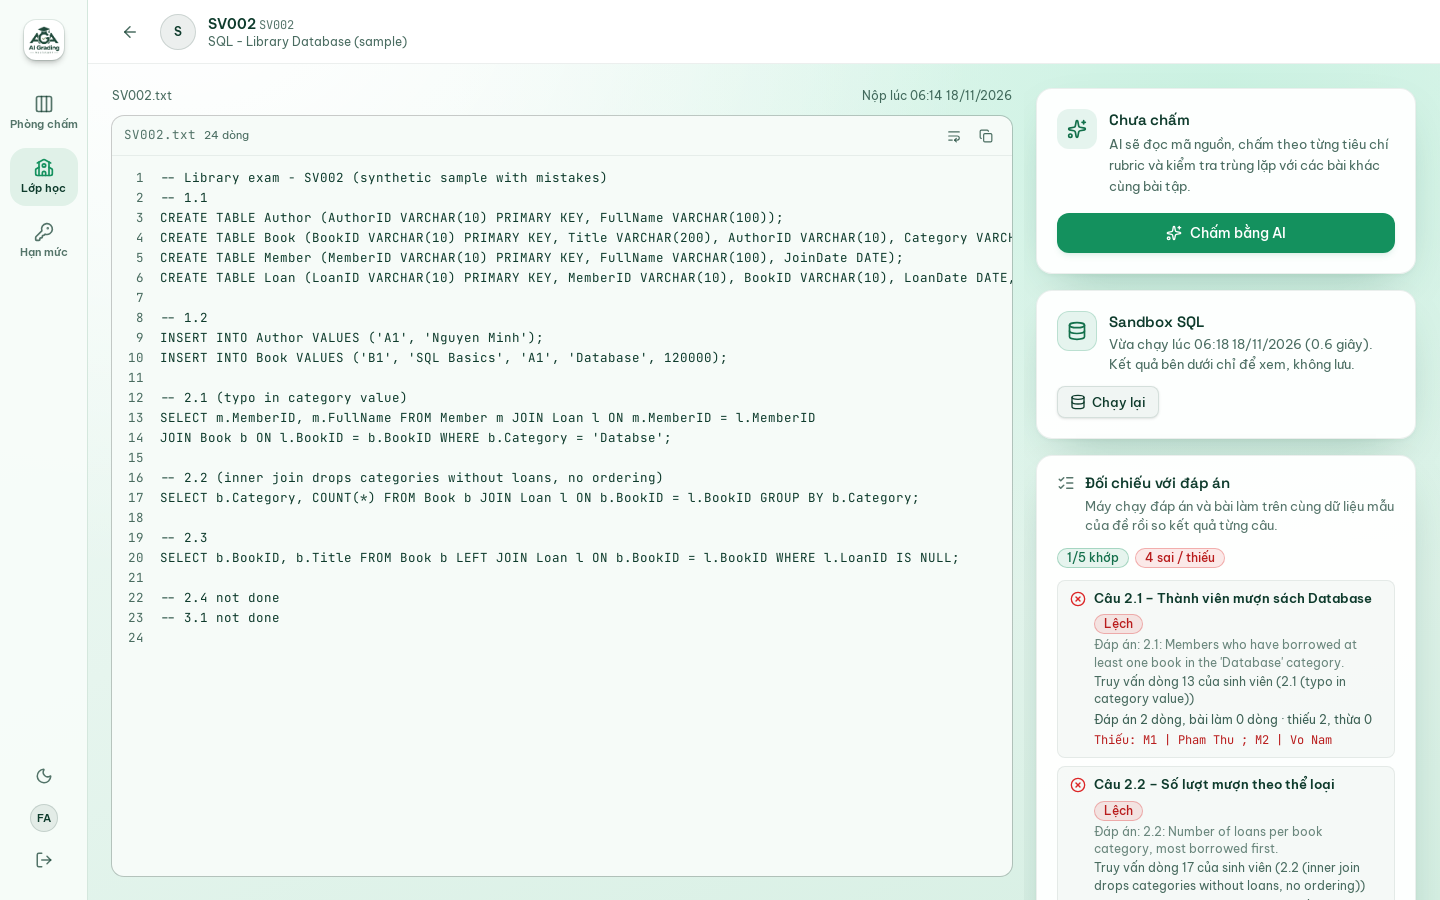 AI Grading
Phòng chấm
Lớp học
Hạn mức
FA
S
SV002 SV002
SQL - Library Database (sample)
SV002.txt
Nộp lúc 06:14 18/11/2026
SV002.txt 24 dòng
1 -- Library exam - SV002 (synthetic sample with mistakes)
2 -- 1.1
3 CREATE TABLE Author (AuthorID VARCHAR(10) PRIMARY KEY, FullName VARCHAR(100));
4 CREATE TABLE Book (BookID VARCHAR(10) PRIMARY KEY, Title VARCHAR(200), AuthorID VARCHAR(10), Category VARCH
5 CREATE TABLE Member (MemberID VARCHAR(10) PRIMARY KEY, FullName VARCHAR(100), JoinDate DATE);
6 CREATE TABLE Loan (LoanID VARCHAR(10) PRIMARY KEY, MemberID VARCHAR(10), BookID VARCHAR(10), LoanDate DATE,
7
8 -- 1.2
9 INSERT INTO Author VALUES ('A1', 'Nguyen Minh');
10 INSERT INTO Book VALUES ('B1', 'SQL Basics', 'A1', 'Database', 120000);
11
12 -- 2.1 (typo in category value)
13 SELECT m.MemberID, m.FullName FROM Member m JOIN Loan l ON m.MemberID = l.MemberID
14 JOIN Book b ON l.BookID = b.BookID WHERE b.Category = 'Databse';
15
16 -- 2.2 (inner join drops categories without loans, no ordering)
17 SELECT b.Category, COUNT(*) FROM Book b JOIN Loan l ON b.BookID = l.BookID GROUP BY b.Category;
18
19 -- 2.3
20 SELECT b.BookID, b.Title FROM Book b LEFT JOIN Loan l ON b.BookID = l.BookID WHERE l.LoanID IS NULL;
21
22 -- 2.4 not done
23 -- 3.1 not done
24
Chưa chấm
AI sẽ đọc mã nguồn, chấm theo từng tiêu chí
rubric và kiểm tra trùng lặp với các bài khác
cùng bài tập.
Chấm bằng AI
Sandbox SQL
Vừa chạy lúc 06:18 18/11/2026 (0.6 giây).
Kết quả bên dưới chỉ để xem, không lưu.
Chạy lại
Đối chiếu với đáp án
Máy chạy đáp án và bài làm trên cùng dữ liệu mẫu
của đề rồi so kết quả từng câu.
1/5 khớp
4 sai / thiếu
Câu 2.1 – Thành viên mượn sách Database
Lệch
Đáp án: 2.1: Members who have borrowed at
least one book in the 'Database' category.
Truy vấn dòng 13 của sinh viên (2.1 (typo in
category value))
Đáp án 2 dòng, bài làm 0 dòng · thiếu 2, thừa 0
Thiếu: M1 | Pham Thu ; M2 | Vo Nam
Câu 2.2 – Số lượt mượn theo thể loại
Lệch
Đáp án: 2.2: Number of loans per book
category, most borrowed first.
Truy vấn dòng 17 của sinh viên (2.2 (inner join
drops categories without loans, no ordering))